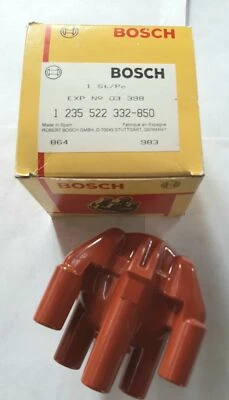 BOSCH
BOSCH
1 St/Pc
EXP Nº 03 398
1 235 522 332-850
Made in Spain Fabriqué en Espagne
ROBERT BOSCH GMBH, D-70049 STUTTGART, GERMANY
864 983